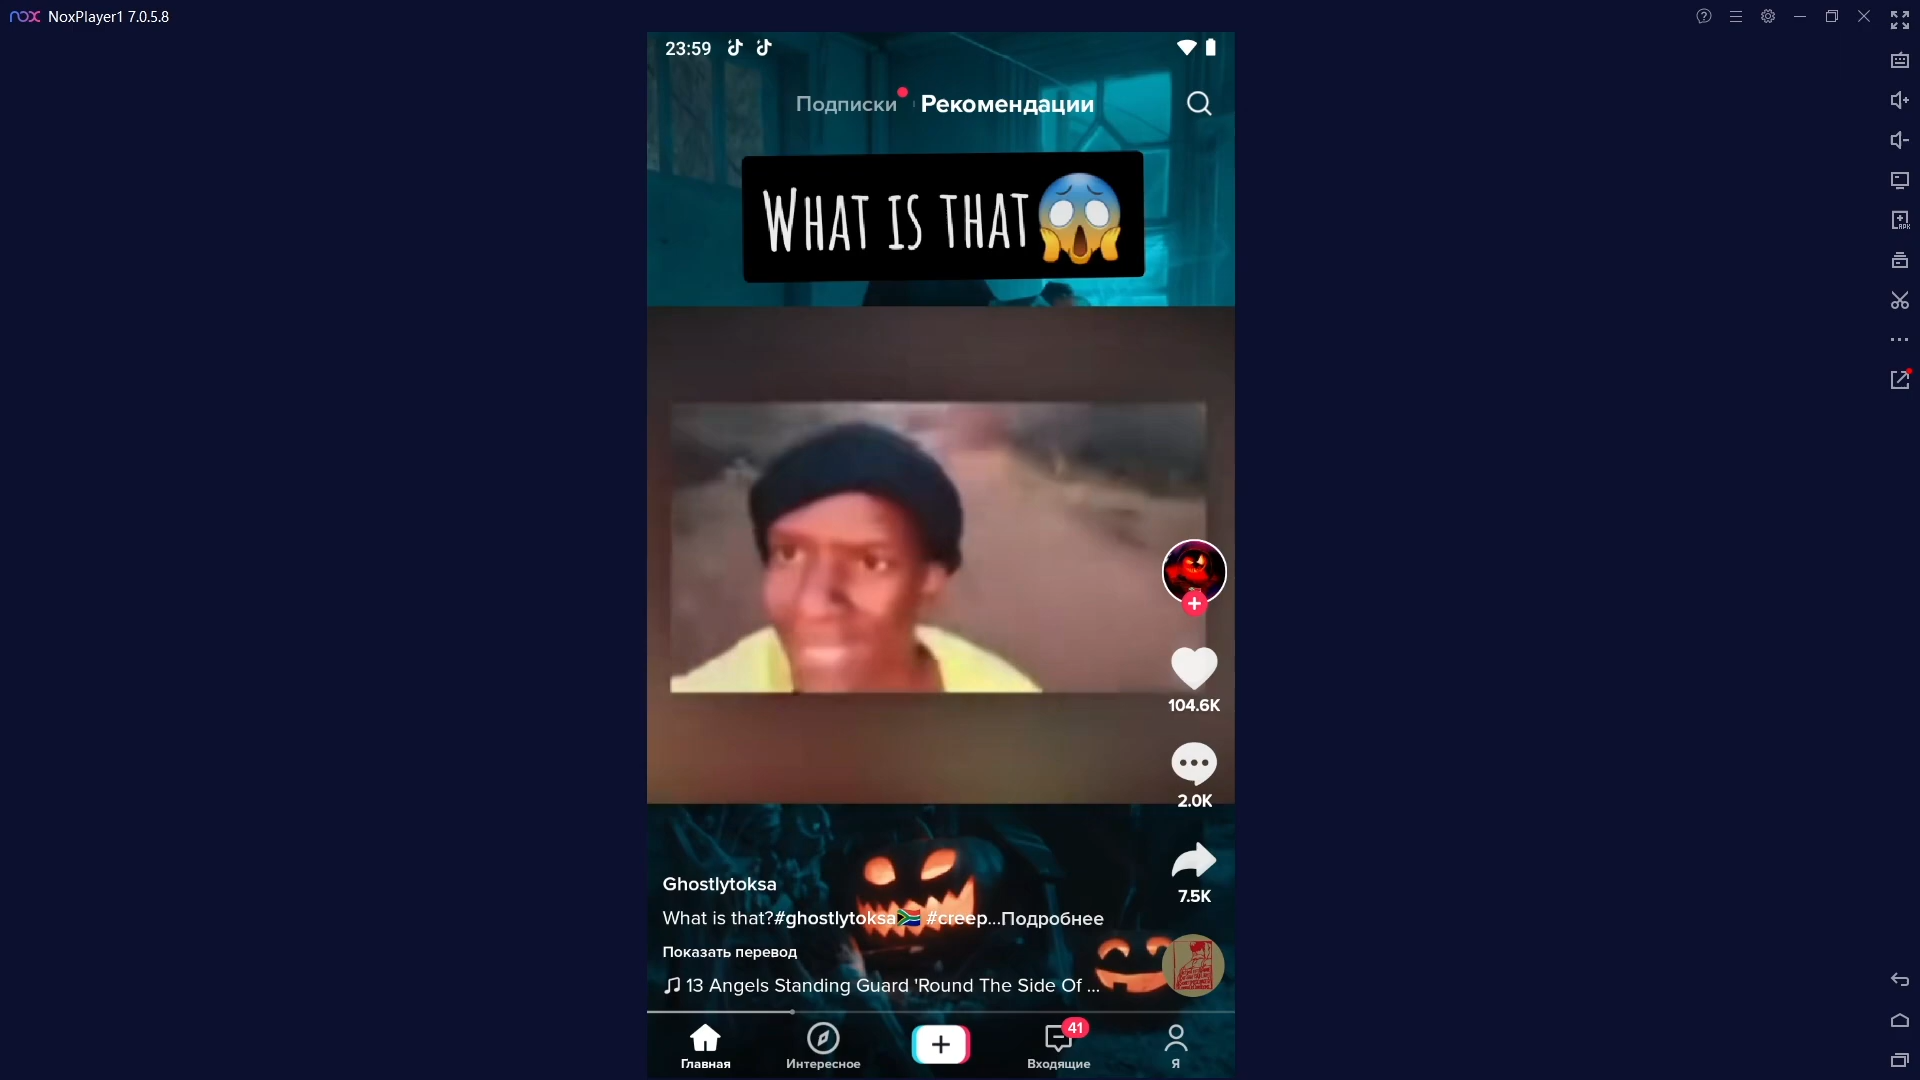 nox NoxPlayer1 7.0.5.8
23:59
Подписки Рекомендации
WHAT IS THAT😱
104.6K
2.0K
7.5K
Ghostlytoksa
What is that?#ghostlytoksa🇿🇦 #creep...Подробнее
Показать перевод
13 Angels Standing Guard 'Round The Side Of ...
41
Главная Интересное Входящие Я
APK